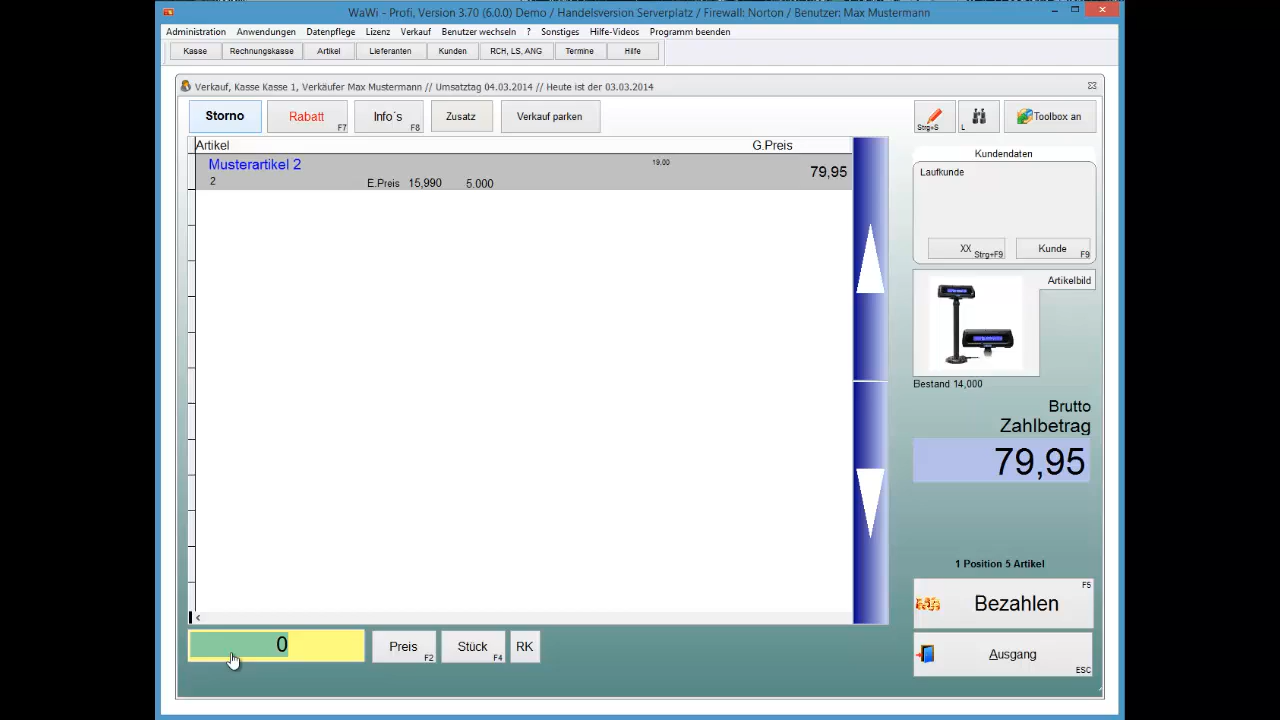 WaWi - Profi, Version 3.70 (6.0.0) Demo / Handelsversion Serverplatz / Firewall: Norton / Benutzer: Max Mustermann
Administration Anwendungen Datenpflege Lizenz Verkauf Benutzer wechseln ? Sonstiges Hilfe-Videos Programm beenden
Kasse Rechnungskasse Artikel Lieferanten Kunden RCH, LS, ANG Termine Hilfe
Verkauf, Kasse Kasse 1, Verkäufer Max Mustermann // Umsatztag 04.03.2014 // Heute ist der 03.03.2014
Storno Rabatt F7 Info´s F8 Zusatz Verkauf parken Strg+S L Toolbox an
Artikel G.Preis
Musterartikel 2 19.00 79,95
2 E.Preis 15,990 5.000
Kundendaten
Laufkunde
XX Strg+F9 Kunde F9
Artikelbild
Bestand 14,000
Brutto
Zahlbetrag
79,95
1 Position 5 Artikel
Bezahlen F5
0 Preis F2 Stück F4 RK
Ausgang ESC